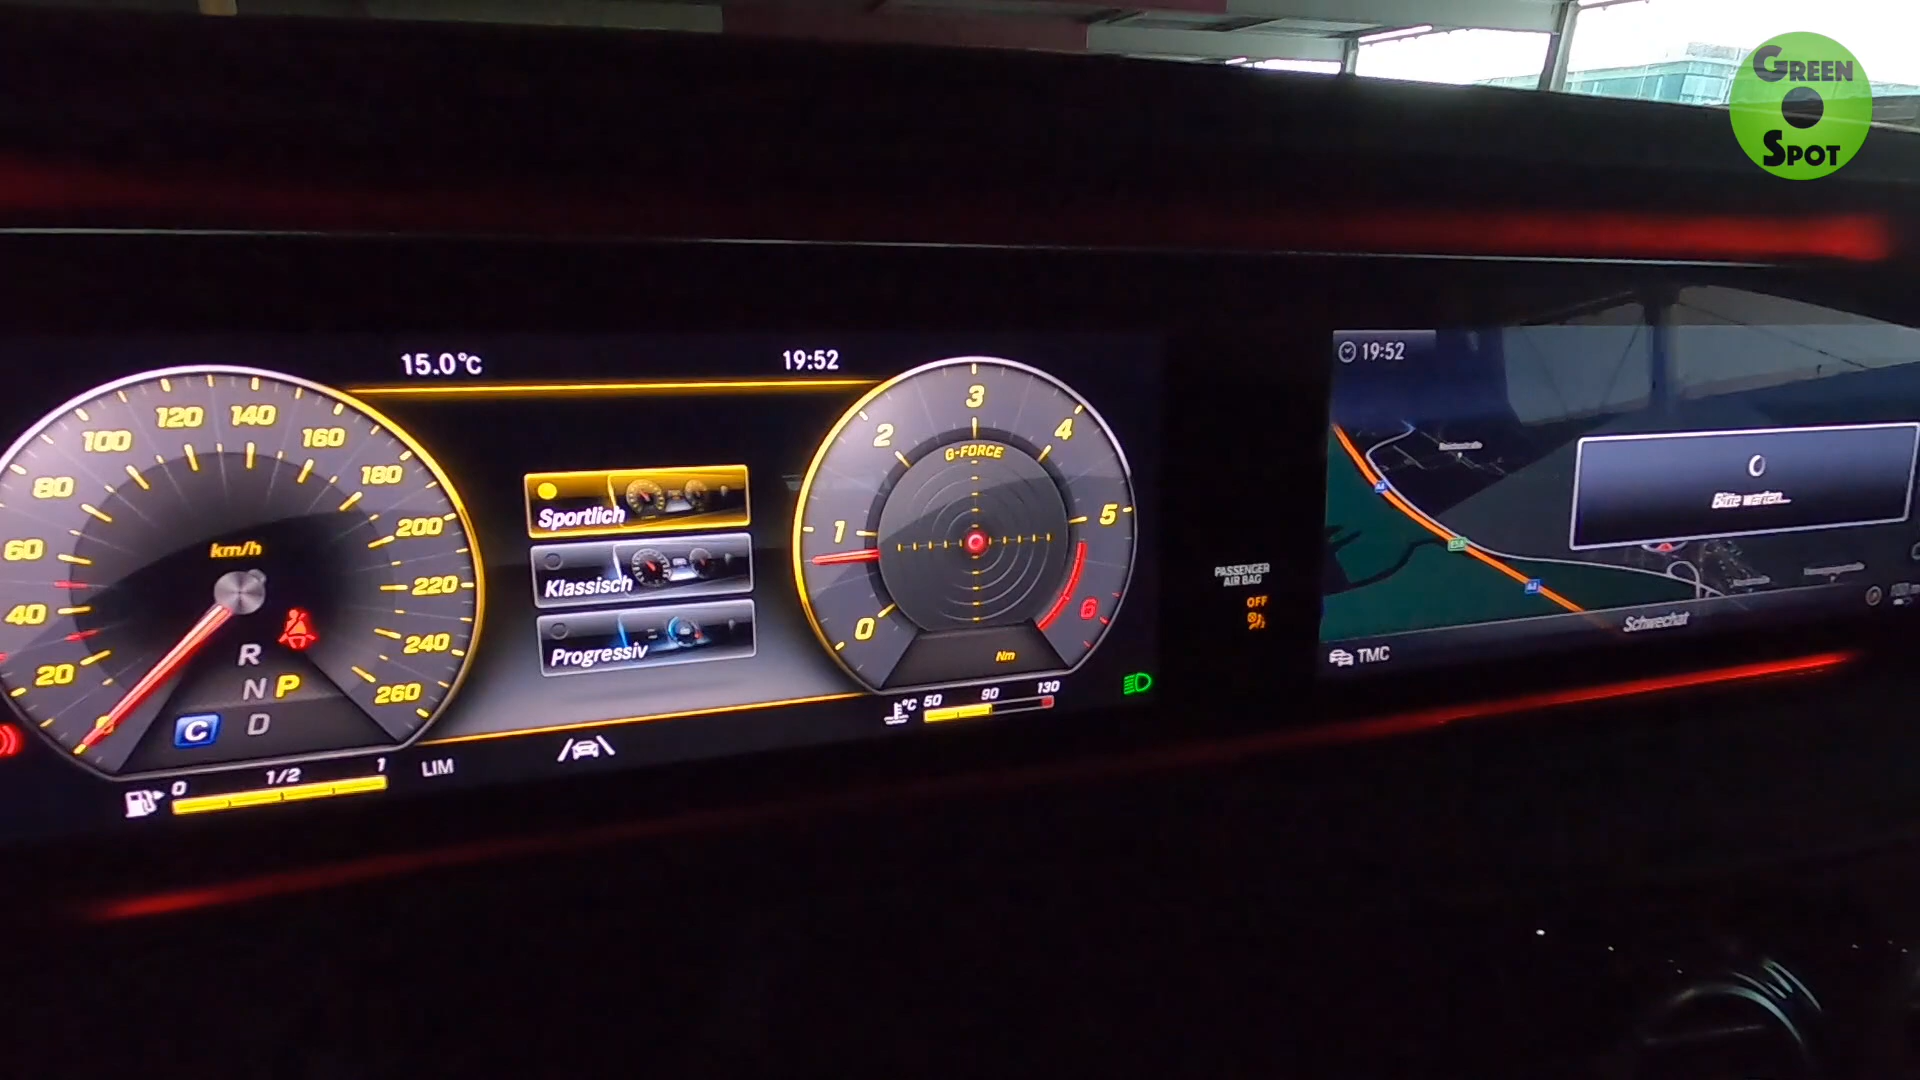 GREEN
SPOT
15.0°C
19:52
20
40
60
80
100
120
140
160
180
200
220
240
260
km/h
R
N P
D
C
0 1/2 1
LIM
Sportlich
Klassisch
Progressiv
0
1
2
3
4
5
6
G-FORCE
Nm
°C 50 90 130
PASSENGER
AIR BAG
OFF
19:52
Bitte warten...
Schwechat
TMC